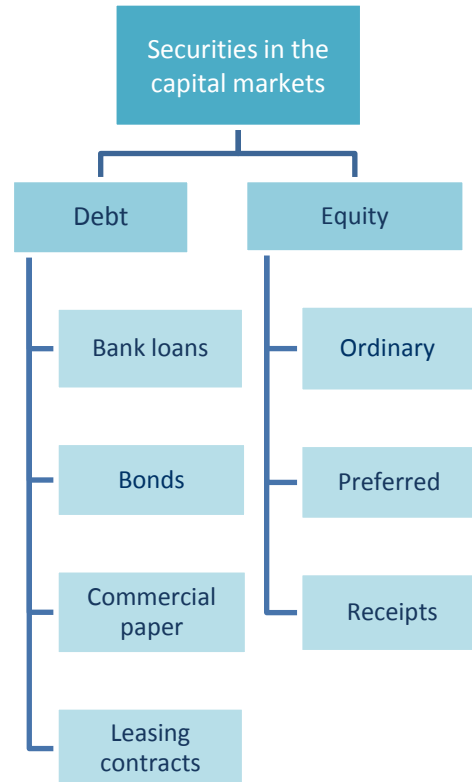 Securities in the
capital markets
Debt
Equity
Bank loans
Ordinary
Bonds
Preferred
Commercial
paper
Receipts
Leasing
contracts